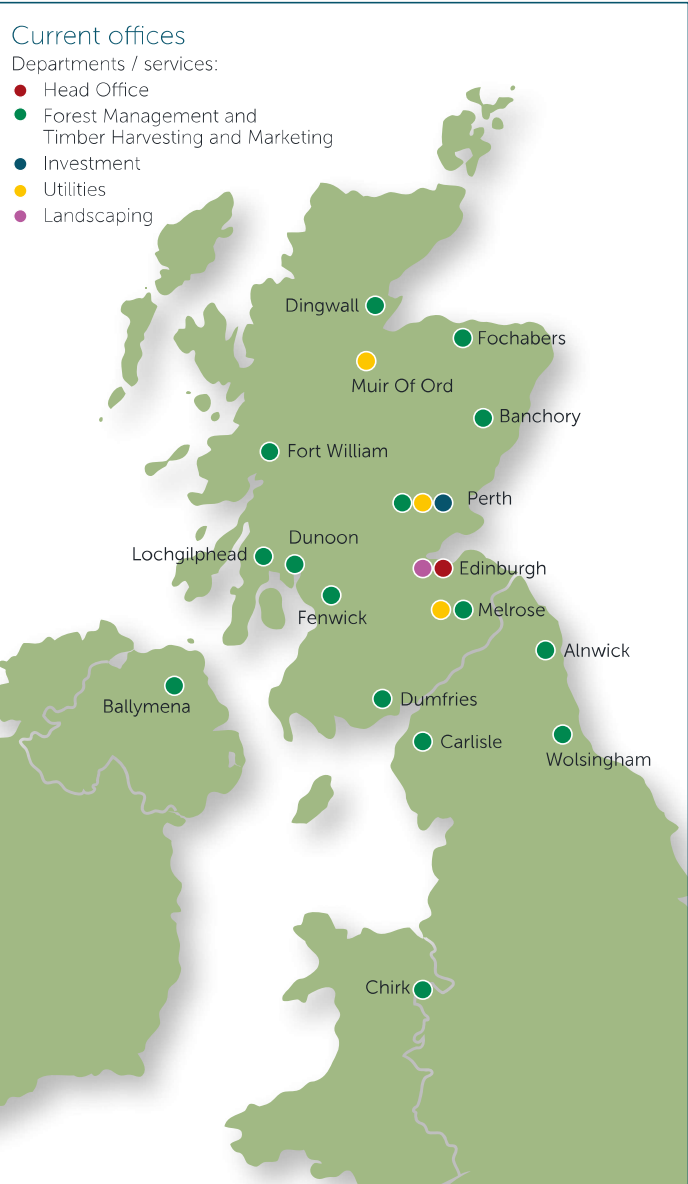 Current offices
Departments / services:
Head Office
Forest Management and
Timber Harvesting and Marketing
Investment
Utilities
Landscaping
Dingwall
Fochabers
Muir Of Ord
Banchory
Fort William
Perth
Dunoon
Lochgilphead
Edinburgh
Fenwick
Melrose
Alnwick
Ballymena
Dumfries
Carlisle
Wolsingham
Chirk